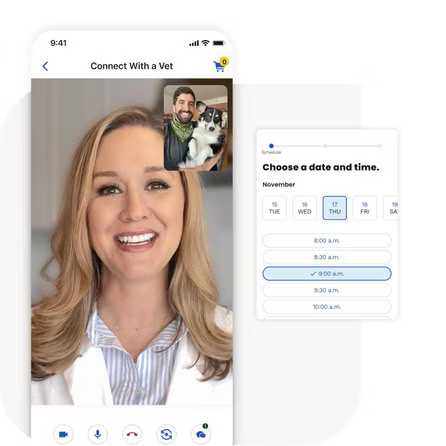 9:41
Connect With a Vet
0
Schedule
Choose a date and time.
November
15 16 17 18 19
TUE WED THU FRI SA
8:00 a.m.
8:30 a.m.
9:00 a.m.
9:30 a.m.
10:00 a.m.